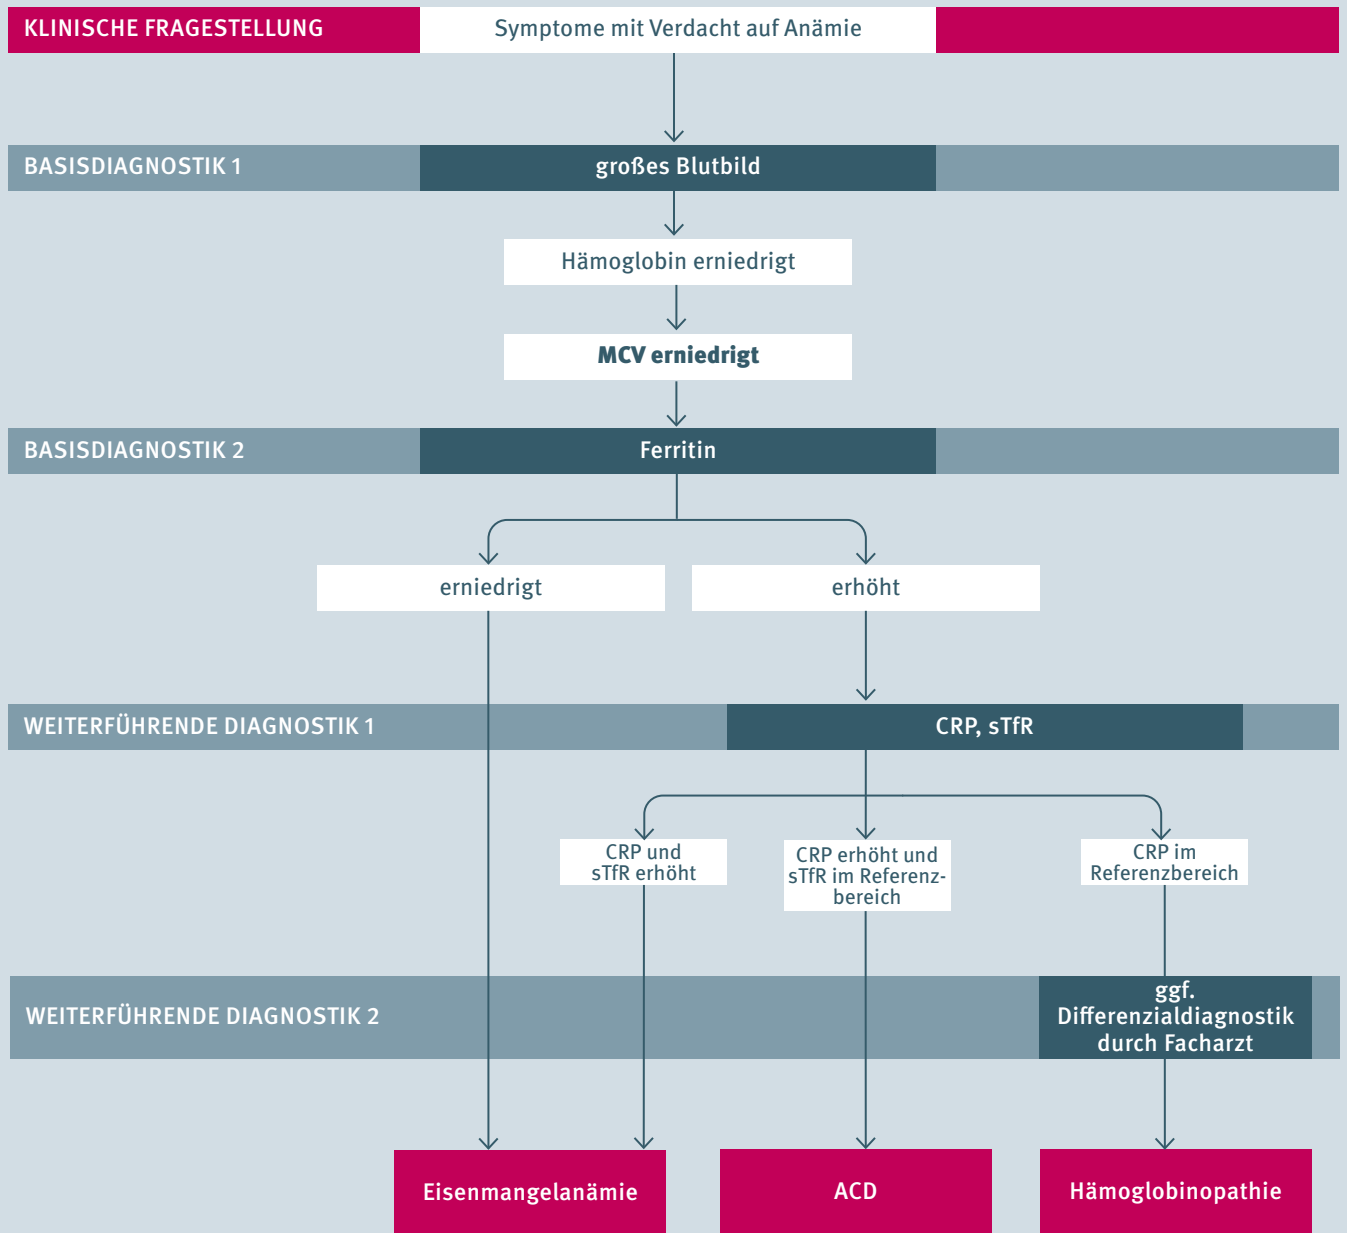 KLINISCHE FRAGESTELLUNG
Symptome mit Verdacht auf Anämie
BASISDIAGNOSTIK 1
großes Blutbild
Hämoglobin erniedrigt
MCV erniedrigt
BASISDIAGNOSTIK 2
Ferritin
erniedrigt
erhöht
WEITERFÜHRENDE DIAGNOSTIK 1
CRP, sTfR
CRP und
sTfR erhöht
CRP erhöht und
sTfR im Referenz-
bereich
CRP im
Referenzbereich
WEITERFÜHRENDE DIAGNOSTIK 2
ggf.
Differenzialdiagnostik
durch Facharzt
Eisenmangelanämie
ACD
Hämoglobinopathie